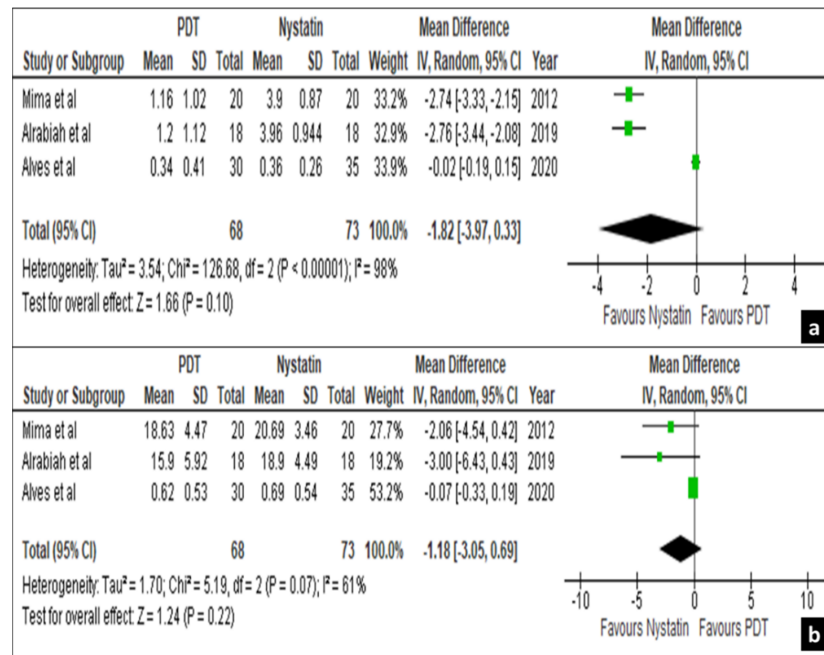 PDT Nystatin Mean Difference Mean Difference
Study or Subgroup Mean SD Total Mean SD Total Weight IV, Random, 95% CI Year IV, Random, 95% CI
Mima et al 1.16 1.02 20 3.9 0.87 20 33.2% -2.74 [-3.33, -2.15] 2012
Alrabiah et al 1.2 1.12 18 3.96 0.944 18 32.9% -2.76 [-3.44, -2.08] 2019
Alves et al 0.34 0.41 30 0.36 0.26 35 33.9% -0.02 [-0.19, 0.15] 2020
Total (95% CI) 68 73 100.0% -1.82 [-3.97, 0.33]
Heterogeneity: Tau² = 3.54; Chi² = 126.68, df = 2 (P < 0.00001); I² = 98%
Test for overall effect: Z = 1.66 (P = 0.10)
-4 -2 0 2 4
Favours Nystatin Favours PDT
a
PDT Nystatin Mean Difference Mean Difference
Study or Subgroup Mean SD Total Mean SD Total Weight IV, Random, 95% CI Year IV, Random, 95% CI
Mima et al 18.63 4.47 20 20.69 3.46 20 27.7% -2.06 [-4.54, 0.42] 2012
Alrabiah et al 15.9 5.92 18 18.9 4.49 18 19.2% -3.00 [-6.43, 0.43] 2019
Alves et al 0.62 0.53 30 0.69 0.54 35 53.2% -0.07 [-0.33, 0.19] 2020
Total (95% CI) 68 73 100.0% -1.18 [-3.05, 0.69]
Heterogeneity: Tau² = 1.70; Chi² = 5.19, df = 2 (P = 0.07); I² = 61%
Test for overall effect: Z = 1.24 (P = 0.22)
-10 -5 0 5 10
Favours Nystatin Favours PDT
b